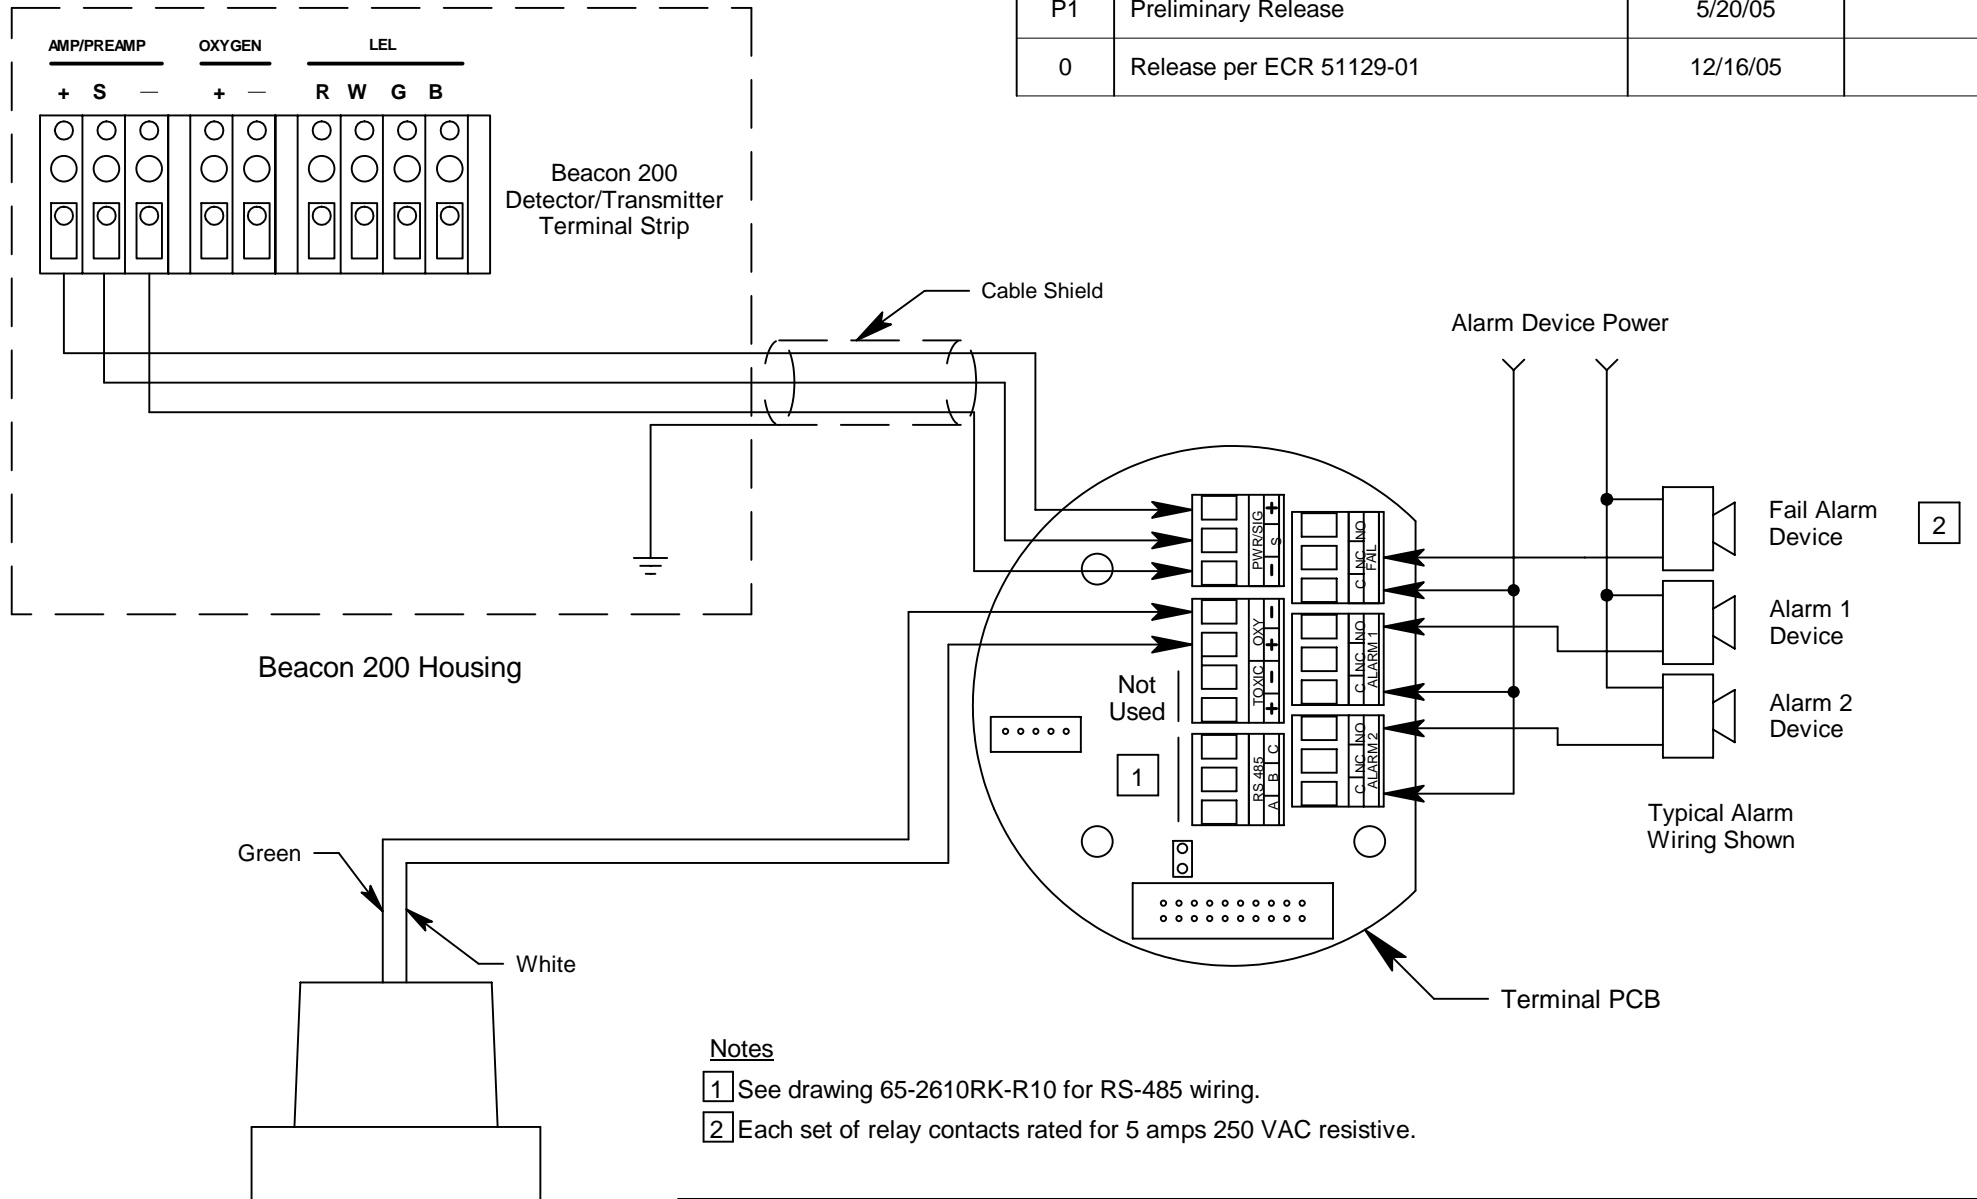 P1 Preliminary Release 5/20/05
0 Release per ECR 51129-01 12/16/05
AMP/PREAMP OXYGEN LEL
+ S — + — R W G B
Beacon 200
Detector/Transmitter
Terminal Strip
Cable Shield
Alarm Device Power
Beacon 200 Housing
PWR/SIG
+ S -
OXY
- +
TOXIC
- +
RS 485
A B C
FAIL
C NC NO
ALARM 1
C NC NO
ALARM 2
C NC NO
Not
Used
1
Fail Alarm
Device
2
Alarm 1
Device
Alarm 2
Device
Typical Alarm
Wiring Shown
Green
White
Terminal PCB
Notes
1 See drawing 65-2610RK-R10 for RS-485 wiring.
2 Each set of relay contacts rated for 5 amps 250 VAC resistive.